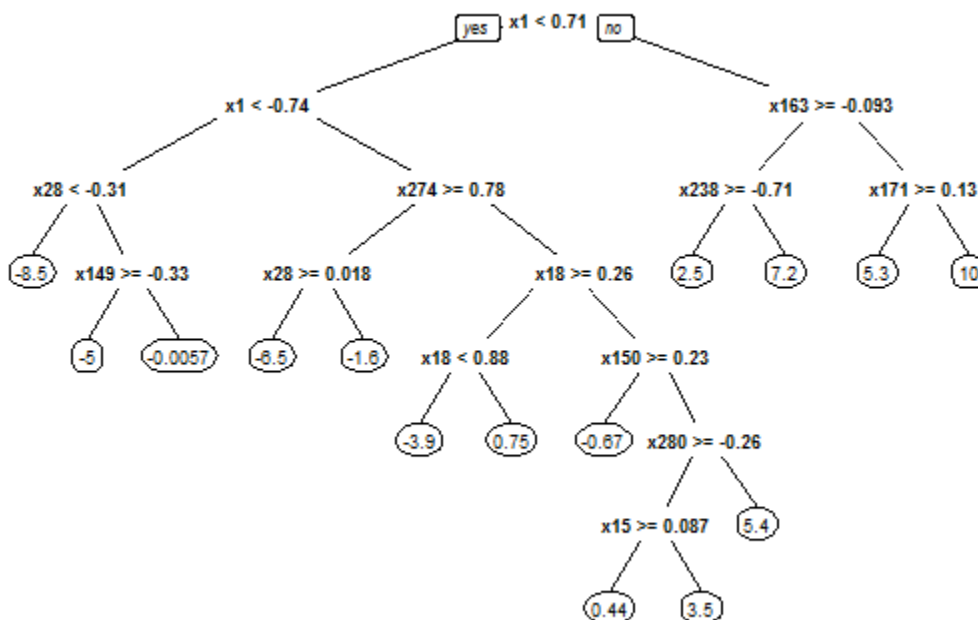 yes x1 < 0.71 no
x1 < -0.74 x163 >= -0.093
x28 < -0.31 x274 >= 0.78 x238 >= -0.71 x171 >= 0.13
-8.5 x149 >= -0.33 x28 >= 0.018 x18 >= 0.26 2.5 7.2 5.3 10
-5 -0.0057 -6.5 -1.6 x18 < 0.88 x150 >= 0.23
-3.9 0.75 -0.67 x280 >= -0.26
x15 >= 0.087 5.4
0.44 3.5